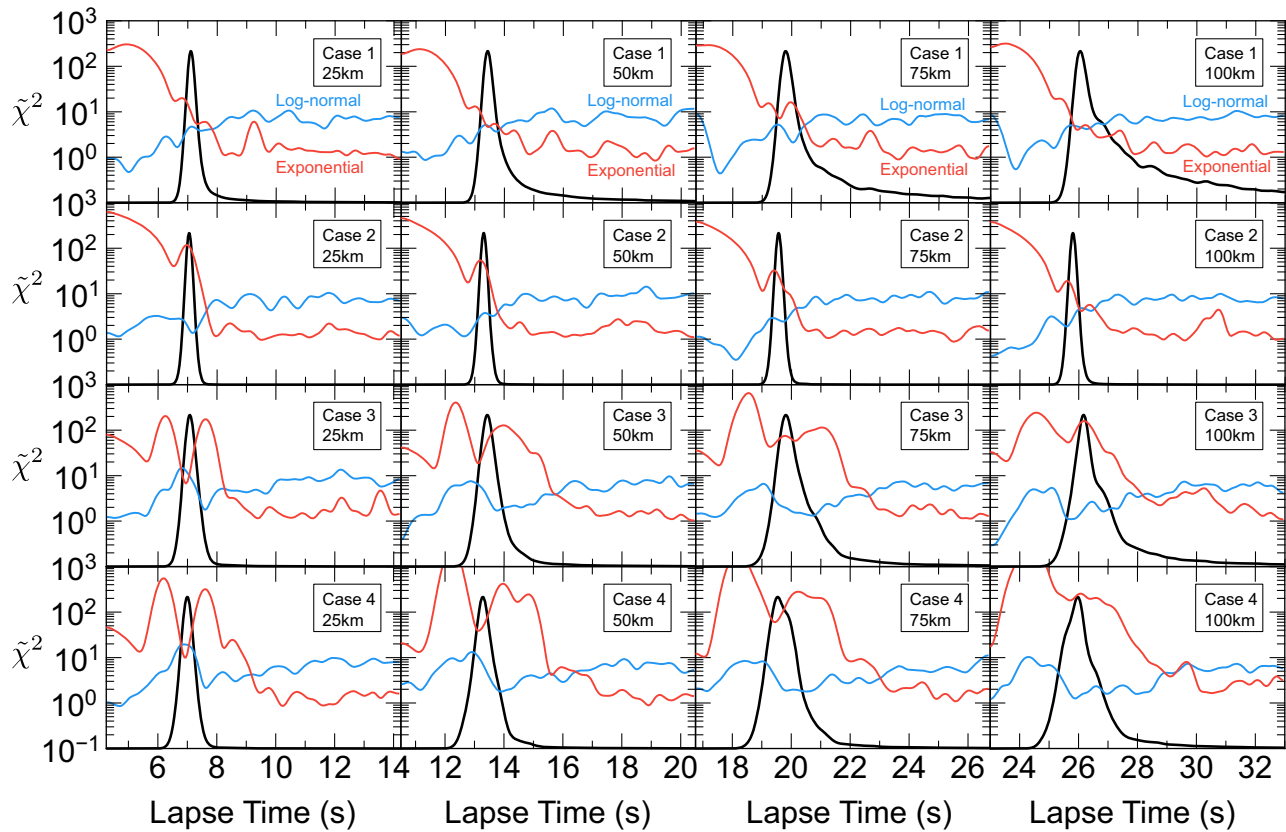 10³
10²
10¹
10⁰
χ̃²
Case 1
25km
Log-normal
Exponential
Case 1
50km
Log-normal
Exponential
Case 1
75km
Log-normal
Exponential
Case 1
100km
Log-normal
Exponential
10³
10²
10¹
10⁰
χ̃²
Case 2
25km
Case 2
50km
Case 2
75km
Case 2
100km
10³
10²
10¹
10⁰
χ̃²
Case 3
25km
Case 3
50km
Case 3
75km
Case 3
100km
10³
10²
10¹
10⁰
10⁻¹
χ̃²
Case 4
25km
Case 4
50km
Case 4
75km
Case 4
100km
6 8 10 12 14 12 14 16 18 20 18 20 22 24 26 24 26 28 30 32
Lapse Time (s) Lapse Time (s) Lapse Time (s) Lapse Time (s)